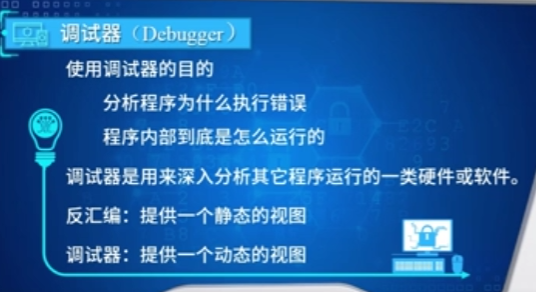 调试器（Debugger）
使用调试器的目的
分析程序为什么执行错误
程序内部到底是怎么运行的
调试器是用来深入分析其它程序运行的一类硬件或软件。
反汇编：提供一个静态的视图
调试器：提供一个动态的视图